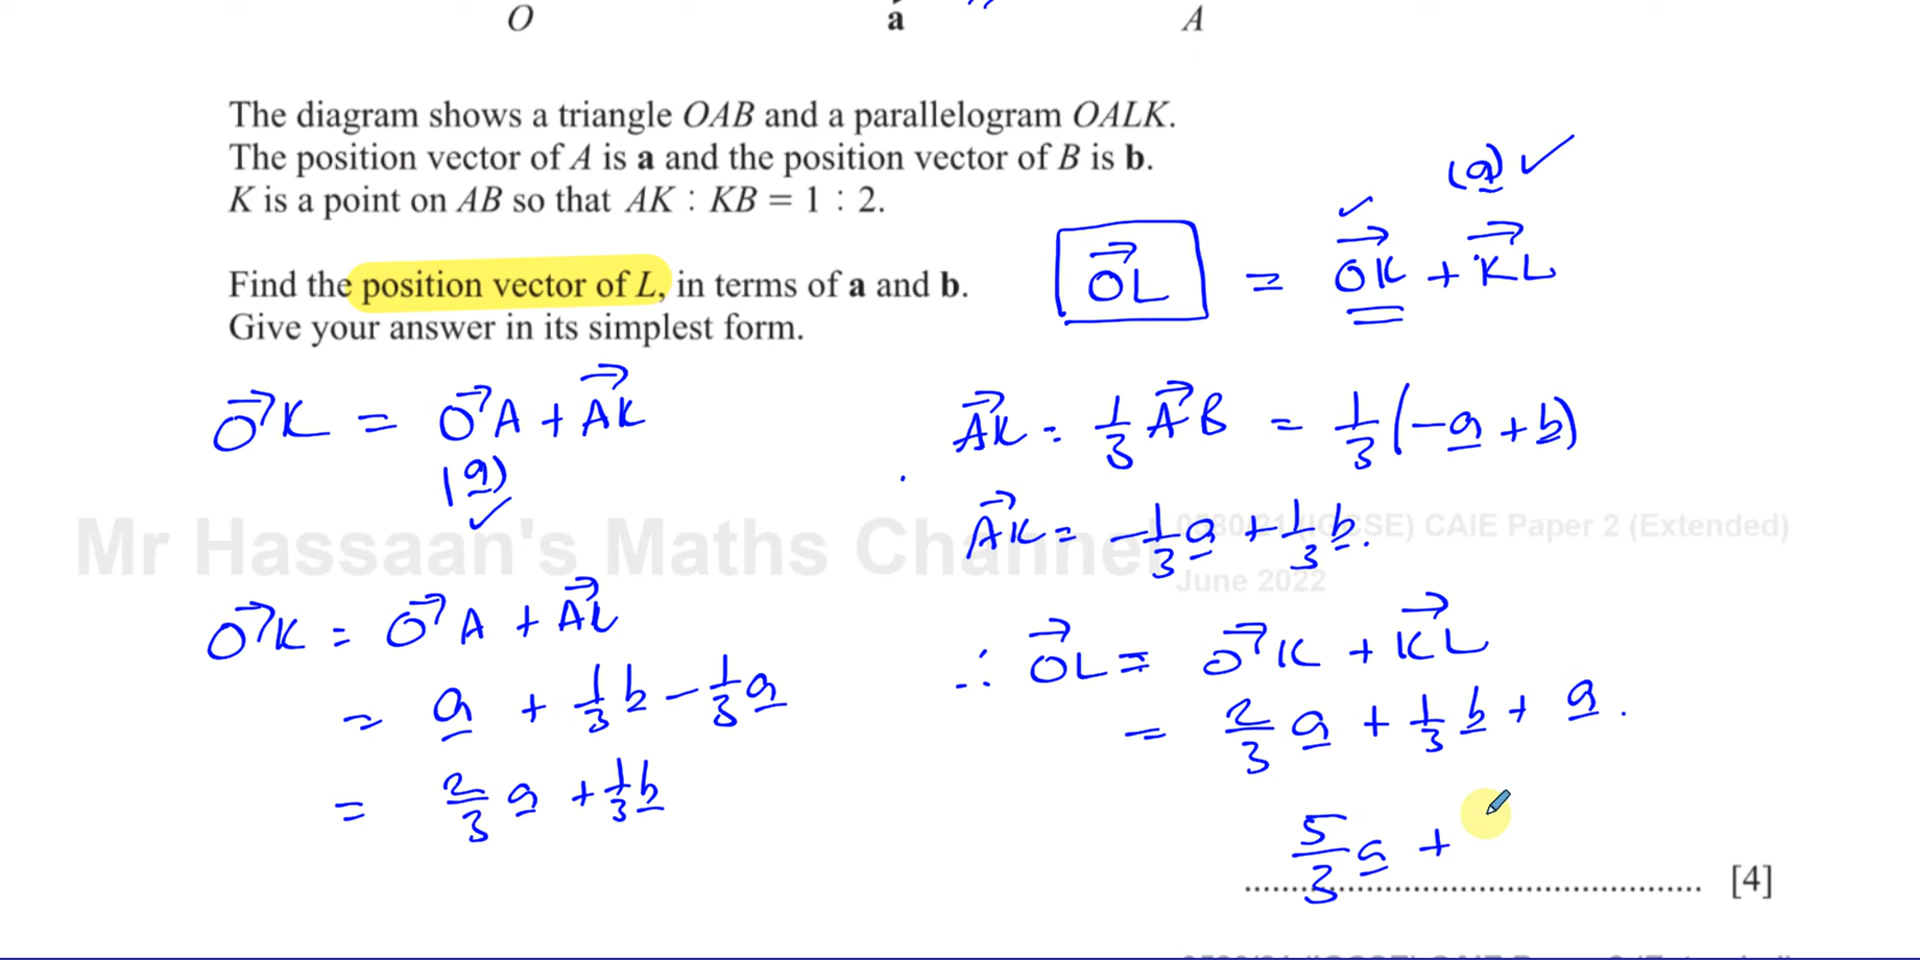 O a A
The diagram shows a triangle OAB and a parallelogram OALK.
The position vector of A is a and the position vector of B is b.
K is a point on AB so that AK : KB = 1 : 2.
(a) ✓
✓
Find the position vector of L, in terms of a and b.
Give your answer in its simplest form.
OL = OK + KL
OK = OA + AK
(a)
✓
AK = 1/3 AB = 1/3 (-a + b)
AK = -1/3 a + 1/3 b.
Mr Hassaan's Maths Channel
0580/21 (IGCSE) CAIE Paper 2 (Extended)
June 2022
OK = OA + AK
= a + 1/3 b - 1/3 a
= 2/3 a + 1/3 b
∴ OL = OK + KL
= 2/3 a + 1/3 b + a.
5/3 a +
[4]